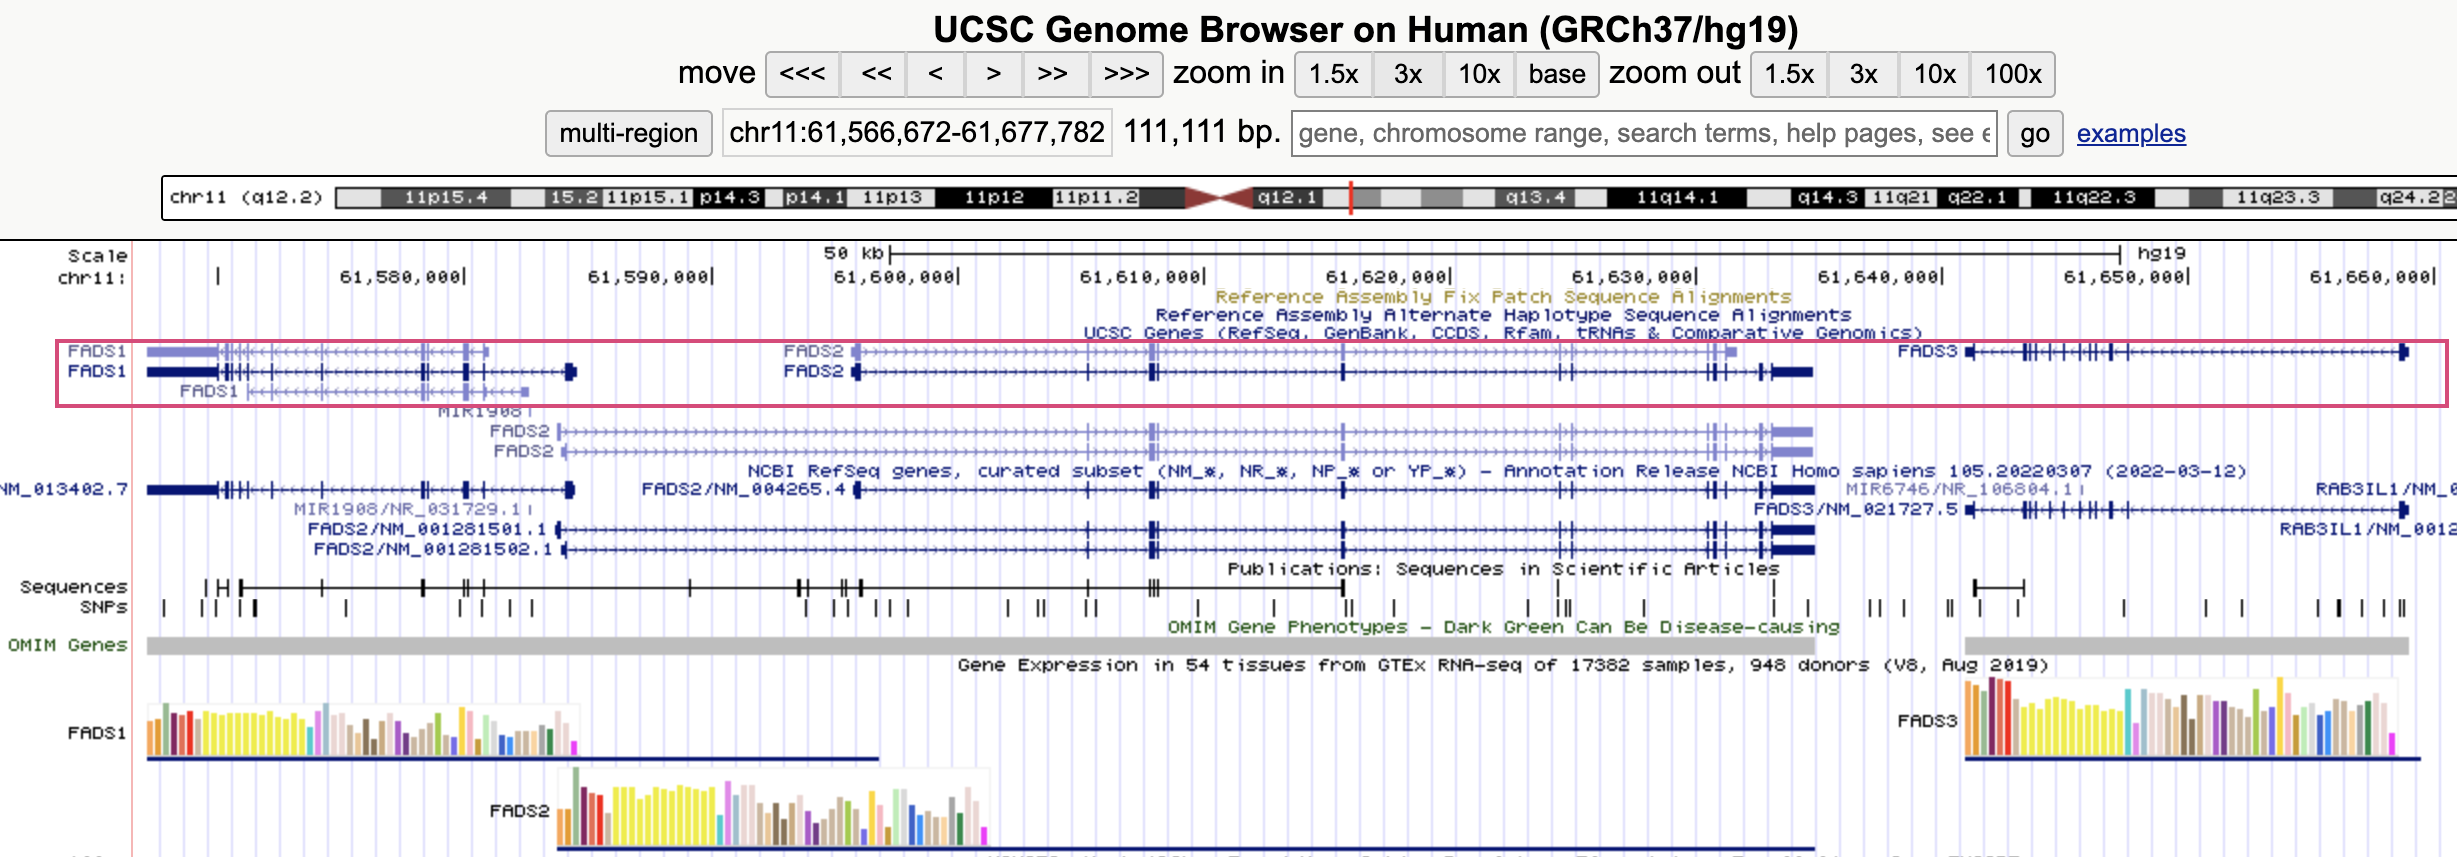 UCSC Genome Browser on Human (GRCh37/hg19)
move <<< << < > >> >>> zoom in 1.5x 3x 10x base zoom out 1.5x 3x 10x 100x
multi-region chr11:61,566,672-61,677,782 111,111 bp. gene, chromosome range, search terms, help pages, see e go examples
chr11 (q12.2) 11p15.4 15.2 11p15.1 p14.3 p14.1 11p13 11p12 11p11.2 q12.1 q13.4 11q14.1 q14.3 11q21 q22.1 11q22.3 11q23.3 q24.2
Scale 50 kb hg19
chr11: 61,580,000 61,590,000 61,600,000 61,610,000 61,620,000 61,630,000 61,640,000 61,650,000 61,660,000
Reference Assembly Fix Patch Sequence Alignments
Reference Assembly Alternate Haplotype Sequence Alignments
UCSC Genes (RefSeq, GenBank, CCDS, Rfam, tRNAs & Comparative Genomics)
FADS1 FADS2 FADS3
FADS1 FADS2
FADS1
MIR1908
FADS2
FADS2
NCBI RefSeq genes, curated subset (NM_*, NR_*, NP_* or YP_*) - Annotation Release NCBI Homo sapiens 105.20220307 (2022-03-12)
NM_013402.7 FADS2/NM_004265.4 MIR6746/NR_106804.1 RAB3IL1/NM_0
MIR1908/NR_031729.1 FADS3/NM_021727.5
FADS2/NM_001281501.1 RAB3IL1/NM_0012
FADS2/NM_001281502.1
Publications: Sequences in Scientific Articles
Sequences
SNPs
OMIM Gene Phenotypes - Dark Green Can Be Disease-causing
OMIM Genes
Gene Expression in 54 tissues from GTEx RNA-seq of 17382 samples, 948 donors (V8, Aug 2019)
FADS1 FADS3
FADS2